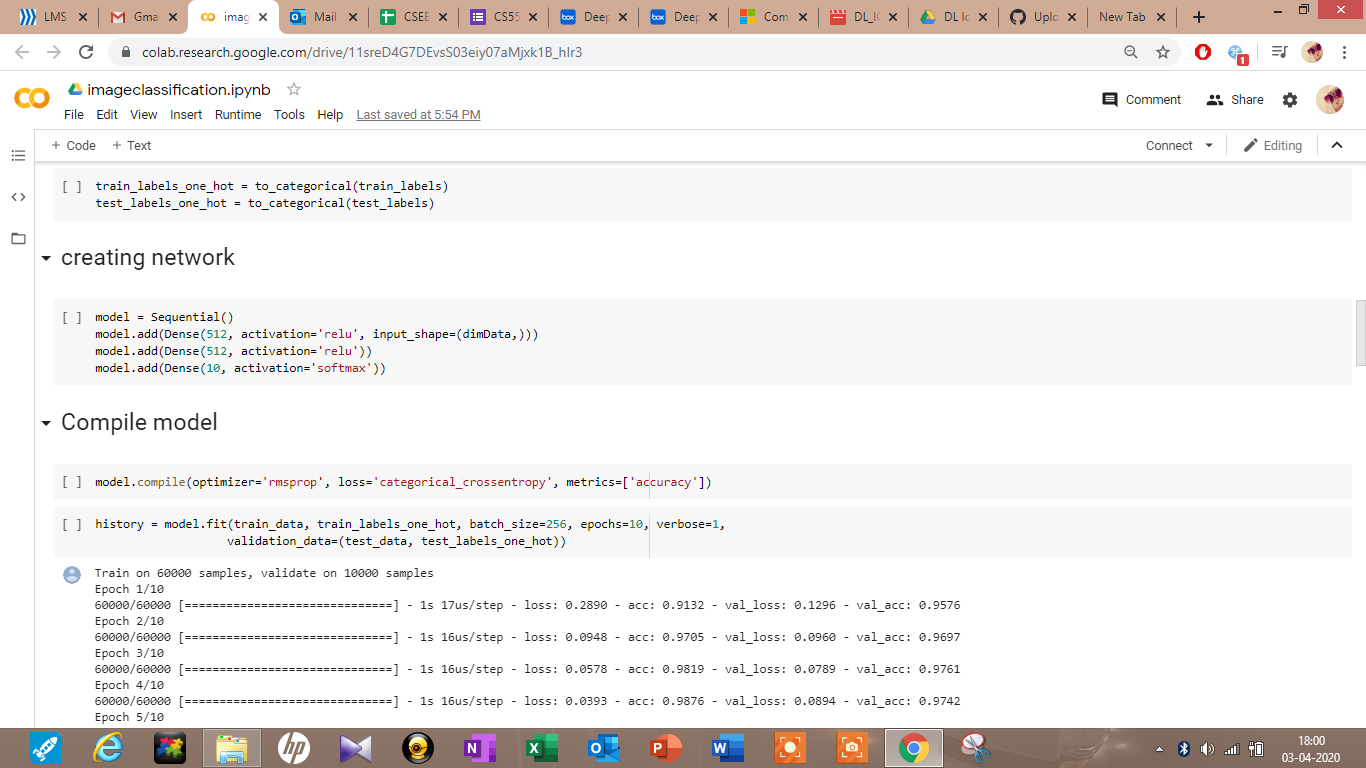 LMS
Gma
imag
Mail
CSEE
CS55
Deep
Deep
Com
DL_I
DL Ic
Uplo
New Tab
colab.research.google.com/drive/11sreD4G7DEvsS03eiy07aMjxk1B_hIr3
1
CO
imageclassification.ipynb
File Edit View Insert Runtime Tools Help Last saved at 5:54 PM
Comment
Share
+ Code + Text
Connect
Editing
[ ] train_labels_one_hot = to_categorical(train_labels)
test_labels_one_hot = to_categorical(test_labels)
creating network
[ ] model = Sequential()
model.add(Dense(512, activation='relu', input_shape=(dimData,)))
model.add(Dense(512, activation='relu'))
model.add(Dense(10, activation='softmax'))
Compile model
[ ] model.compile(optimizer='rmsprop', loss='categorical_crossentropy', metrics=['accuracy'])
[ ] history = model.fit(train_data, train_labels_one_hot, batch_size=256, epochs=10, verbose=1,
validation_data=(test_data, test_labels_one_hot))
Train on 60000 samples, validate on 10000 samples
Epoch 1/10
60000/60000 [==============================] - 1s 17us/step - loss: 0.2890 - acc: 0.9132 - val_loss: 0.1296 - val_acc: 0.9576
Epoch 2/10
60000/60000 [==============================] - 1s 16us/step - loss: 0.0948 - acc: 0.9705 - val_loss: 0.0960 - val_acc: 0.9697
Epoch 3/10
60000/60000 [==============================] - 1s 16us/step - loss: 0.0578 - acc: 0.9819 - val_loss: 0.0789 - val_acc: 0.9761
Epoch 4/10
60000/60000 [==============================] - 1s 16us/step - loss: 0.0393 - acc: 0.9876 - val_loss: 0.0894 - val_acc: 0.9742
Epoch 5/10
18:00
03-04-2020